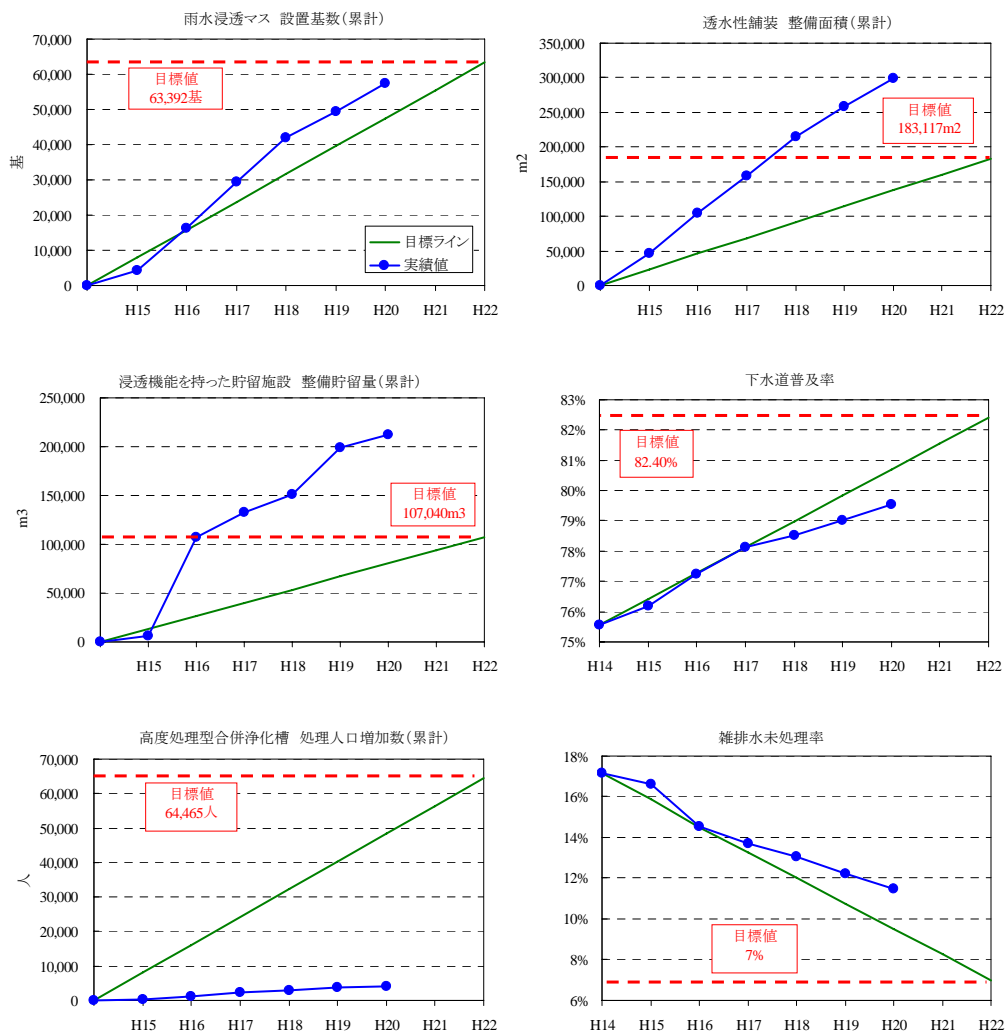 雨水浸透マス 設置基数(累計)
70,000
60,000
50,000
40,000
30,000
20,000
10,000
0
基
目標値
63,392基
目標ライン
実績値
H15 H16 H17 H18 H19 H20 H21 H22
透水性舗装 整備面積(累計)
350,000
300,000
250,000
200,000
150,000
100,000
50,000
0
m2
目標値
183,117m2
H15 H16 H17 H18 H19 H20 H21 H22
浸透機能を持った貯留施設 整備貯留量(累計)
250,000
200,000
150,000
100,000
50,000
0
m3
目標値
107,040m3
H15 H16 H17 H18 H19 H20 H21 H22
下水道普及率
83%
82%
81%
80%
79%
78%
77%
76%
75%
目標値
82.40%
H14 H15 H16 H17 H18 H19 H20 H21 H22
高度処理型合併浄化槽 処理人口増加数(累計)
70,000
60,000
50,000
40,000
30,000
20,000
10,000
0
人
目標値
64,465人
H15 H16 H17 H18 H19 H20 H21 H22
雑排水未処理率
18%
16%
14%
12%
10%
8%
6%
目標値
7%
H14 H15 H16 H17 H18 H19 H20 H21 H22